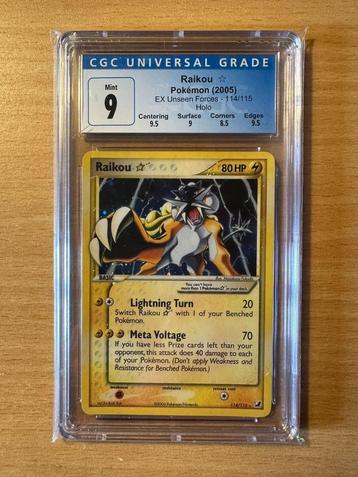 CGC UNIVERSAL GRADE
Mint
9
Raikou ☆
Pokémon (2005)
EX Unseen Forces - 114/115
Holo
Centering Surface Corners Edges
9.5 9 8.5 9.5
Raikou ☆
80 HP
BASIC
You can't have
more than 1 Pokémon ☆ in your deck.
Lightning Turn 20
Switch Raikou ☆ with 1 of your Benched
Pokémon.
Meta Voltage 70
If you have less Prize cards left than your
opponent, this attack does 40 damage to each
of your Pokémon. (Don't apply Weakness and
Resistance for Benched Pokémon.)
weakness resistance retreat cost
114/115